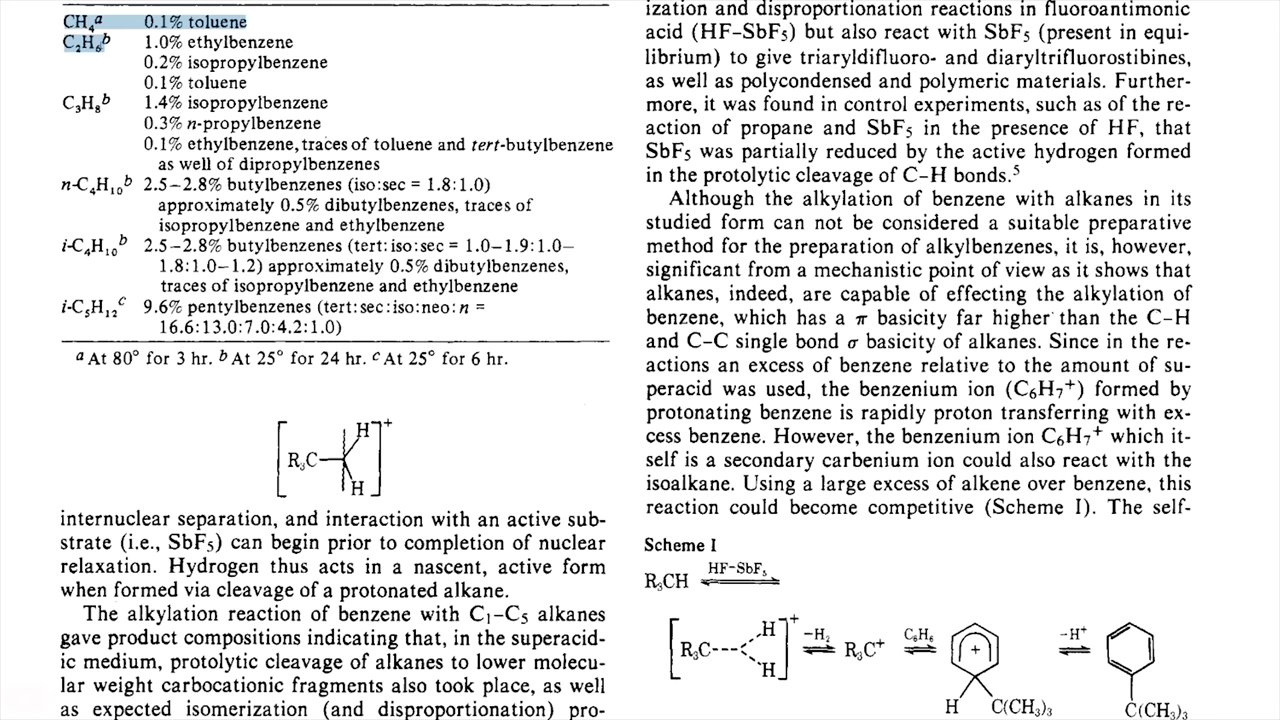 CH₄ᵃ 0.1% toluene
C₂H₆ᵇ 1.0% ethylbenzene
0.2% isopropylbenzene
0.1% toluene
C₃H₈ᵇ 1.4% isopropylbenzene
0.3% n-propylbenzene
0.1% ethylbenzene, traces of toluene and tert-butylbenzene
as well of dipropylbenzenes
n-C₄H₁₀ᵇ 2.5–2.8% butylbenzenes (iso:sec = 1.8:1.0)
approximately 0.5% dibutylbenzenes, traces of
isopropylbenzene and ethylbenzene
i-C₄H₁₀ᵇ 2.5–2.8% butylbenzenes (tert:iso:sec = 1.0–1.9:1.0–
1.8:1.0–1.2) approximately 0.5% dibutylbenzenes,
traces of isopropylbenzene and ethylbenzene
i-C₅H₁₂ᶜ 9.6% pentylbenzenes (tert:sec:iso:neo:n =
16.6:13.0:7.0:4.2:1.0)
ᵃ At 80° for 3 hr. ᵇ At 25° for 24 hr. ᶜ At 25° for 6 hr.
R₃C H H +
internuclear separation, and interaction with an active sub-
strate (i.e., SbF₅) can begin prior to completion of nuclear
relaxation. Hydrogen thus acts in a nascent, active form
when formed via cleavage of a protonated alkane.
The alkylation reaction of benzene with C₁–C₅ alkanes
gave product compositions indicating that, in the superacid-
ic medium, protolytic cleavage of alkanes to lower molecu-
lar weight carbocationic fragments also took place, as well
as expected isomerization (and disproportionation) pro-
ization and disproportionation reactions in fluoroantimonic
acid (HF–SbF₅) but also react with SbF₅ (present in equi-
librium) to give triaryldifluoro- and diaryltrifluorostibines,
as well as polycondensed and polymeric materials. Further-
more, it was found in control experiments, such as of the re-
action of propane and SbF₅ in the presence of HF, that
SbF₅ was partially reduced by the active hydrogen formed
in the protolytic cleavage of C–H bonds.⁵
Although the alkylation of benzene with alkanes in its
studied form can not be considered a suitable preparative
method for the preparation of alkylbenzenes, it is, however,
significant from a mechanistic point of view as it shows that
alkanes, indeed, are capable of effecting the alkylation of
benzene, which has a π basicity far higher than the C–H
and C–C single bond σ basicity of alkanes. Since in the re-
actions an excess of benzene relative to the amount of su-
peracid was used, the benzenium ion (C₆H₇⁺) formed by
protonating benzene is rapidly proton transferring with ex-
cess benzene. However, the benzenium ion C₆H₇⁺ which it-
self is a secondary carbenium ion could also react with the
isoalkane. Using a large excess of alkene over benzene, this
reaction could become competitive (Scheme I). The self-
Scheme I
R₃CH HF–SbF₅
R₃C H H + –H₂ R₃C⁺ C₆H₆ + –H⁺
H C(CH₃)₃ C(CH₃)₃